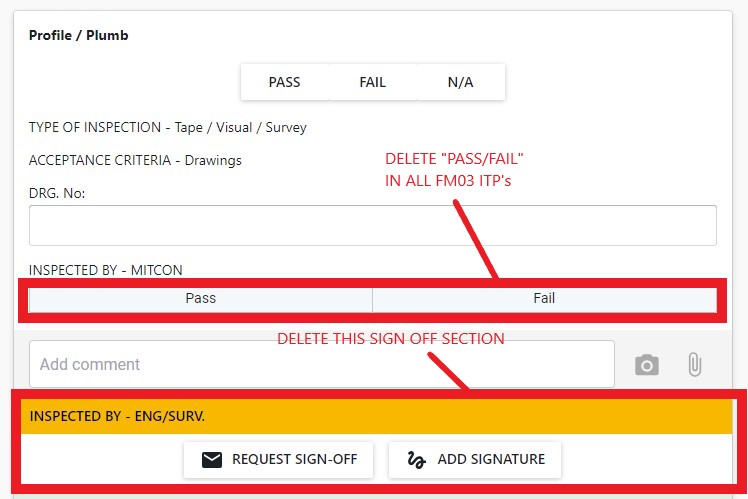 Profile / Plumb
PASS FAIL N/A
TYPE OF INSPECTION - Tape / Visual / Survey
ACCEPTANCE CRITERIA - Drawings
DELETE "PASS/FAIL"
IN ALL FM03 ITP's
DRG. No:
INSPECTED BY - MITCON
Pass Fail
DELETE THIS SIGN OFF SECTION
Add comment
INSPECTED BY - ENG/SURV.
REQUEST SIGN-OFF ADD SIGNATURE